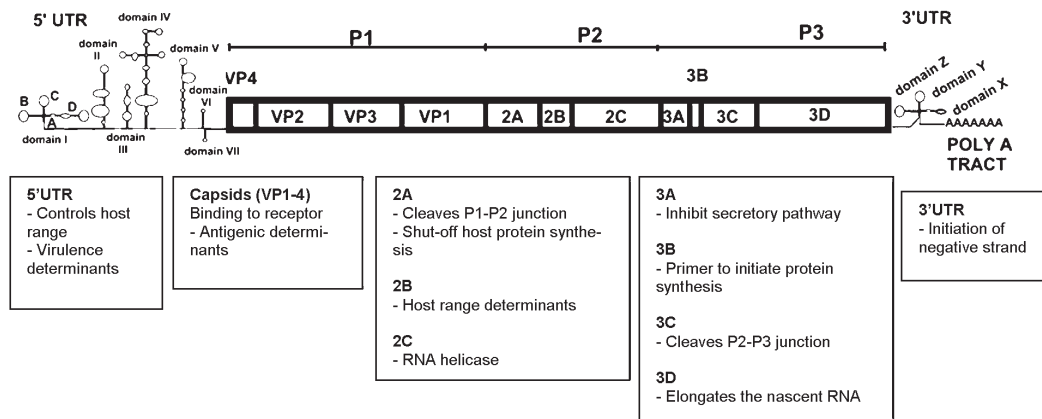 5' UTR
domain IV
domain
II
domain V
P1
P2
P3
3'UTR
B
C
D
A
domain I
domain
III
domain
VI
domain VII
VP4
3B
VP2
VP3
VP1
2A
2B
2C
3A
3C
3D
domain Z
domain Y
domain X
AAAAAAA
POLY A
TRACT
5’UTR
- Controls host
range
- Virulence
determinants
Capsids (VP1-4)
Binding to receptor
- Antigenic determi-
nants
2A
- Cleaves P1-P2 junction
- Shut-off host protein synthe-
sis
2B
- Host range determinants
2C
- RNA helicase
3A
- Inhibit secretory pathway
3B
- Primer to initiate protein
synthesis
3C
- Cleaves P2-P3 junction
3D
- Elongates the nascent RNA
3’UTR
- Initiation of
negative strand